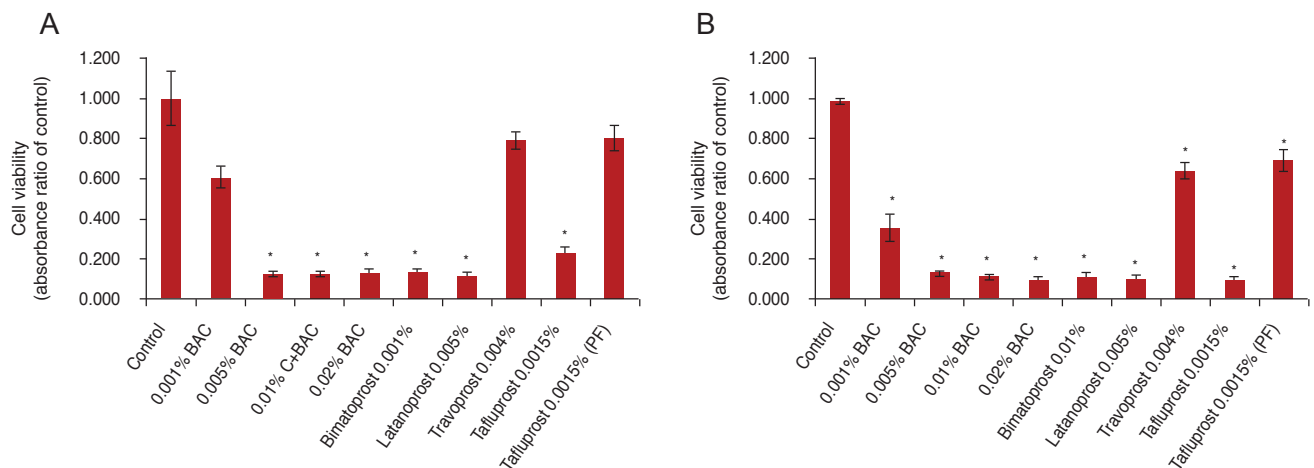 A
Cell viability
(absorbance ratio of control)
1.200
1.000
0.800
0.600
0.400
0.200
0.000
*
*
*
*
*
*
Control
0.001% BAC
0.005% BAC
0.01% C+BAC
0.02% BAC
Bimatoprost 0.001%
Latanoprost 0.005%
Travoprost 0.004%
Tafluprost 0.0015%
Tafluprost 0.0015% (PF)
B
Cell viability
(absorbance ratio of control)
1.200
1.000
0.800
0.600
0.400
0.200
0.000
*
*
*
*
*
*
*
*
*
Control
0.001% BAC
0.005% BAC
0.01% BAC
0.02% BAC
Bimatoprost 0.01%
Latanoprost 0.005%
Travoprost 0.004%
Tafluprost 0.0015%
Tafluprost 0.0015% (PF)